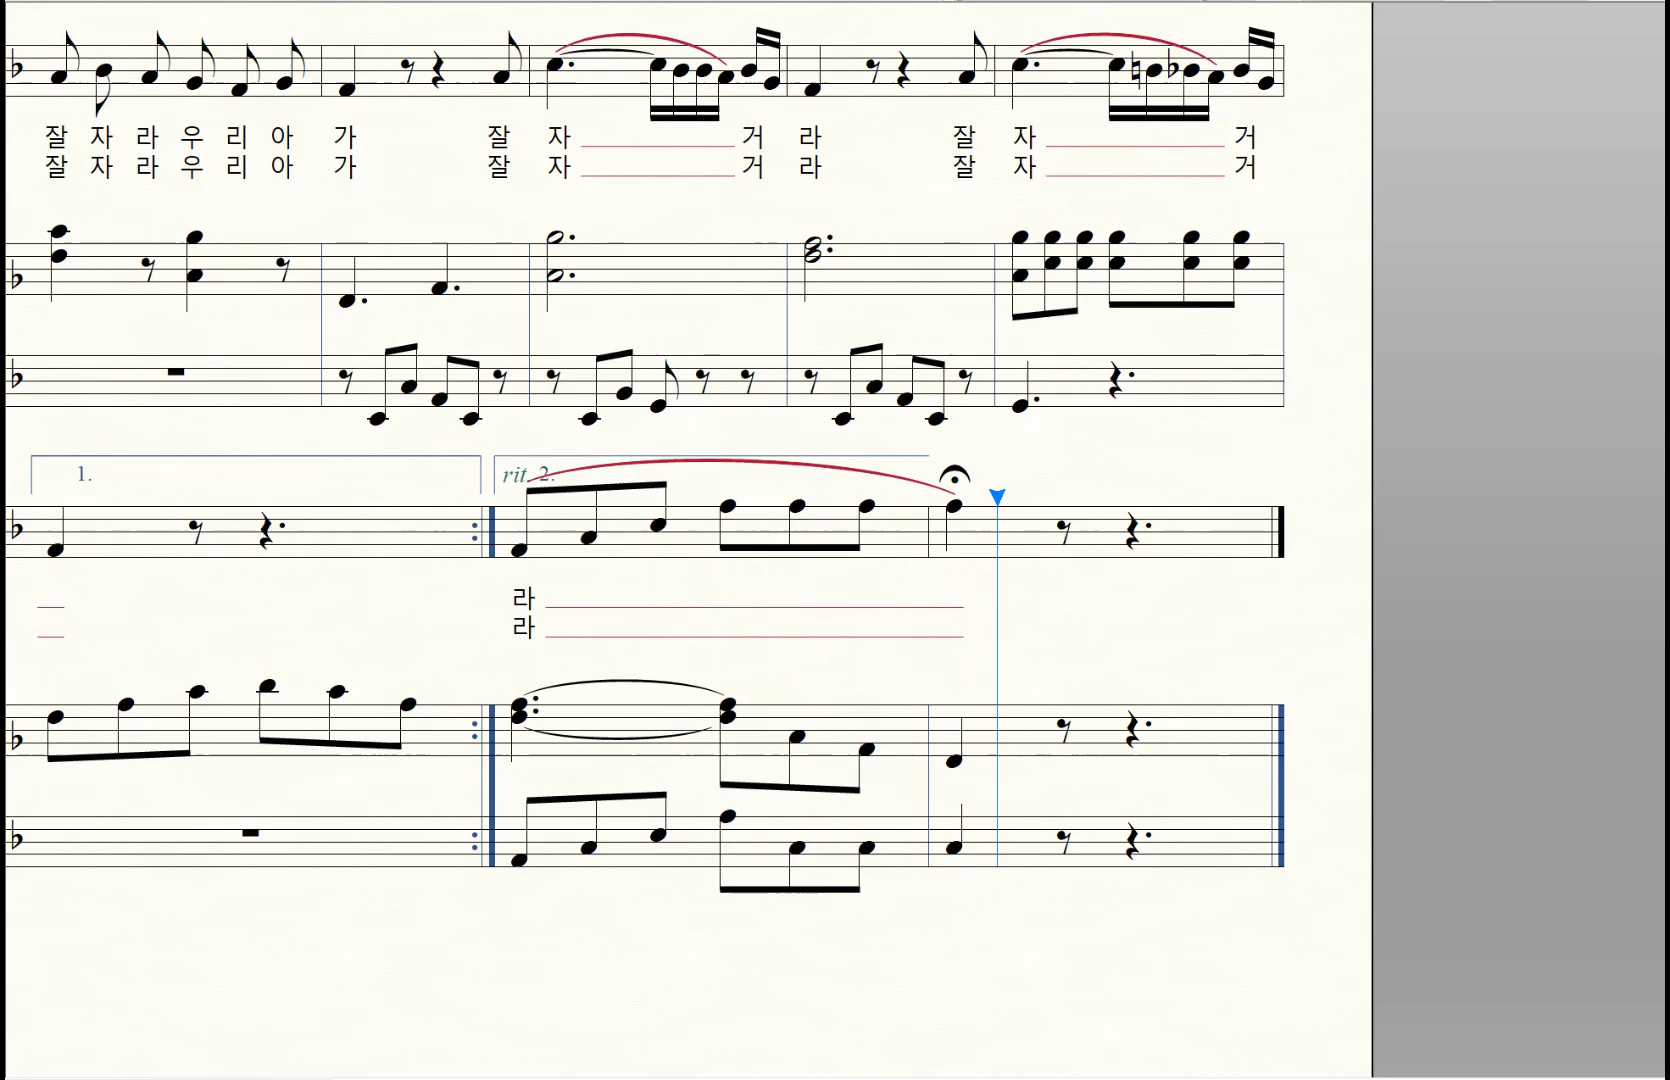 잘 자 라 우 리 아 가 잘 자 거 라 잘 자 거
잘 자 라 우 리 아 가 잘 자 거 라 잘 자 거
1. rit. 2.
라
라